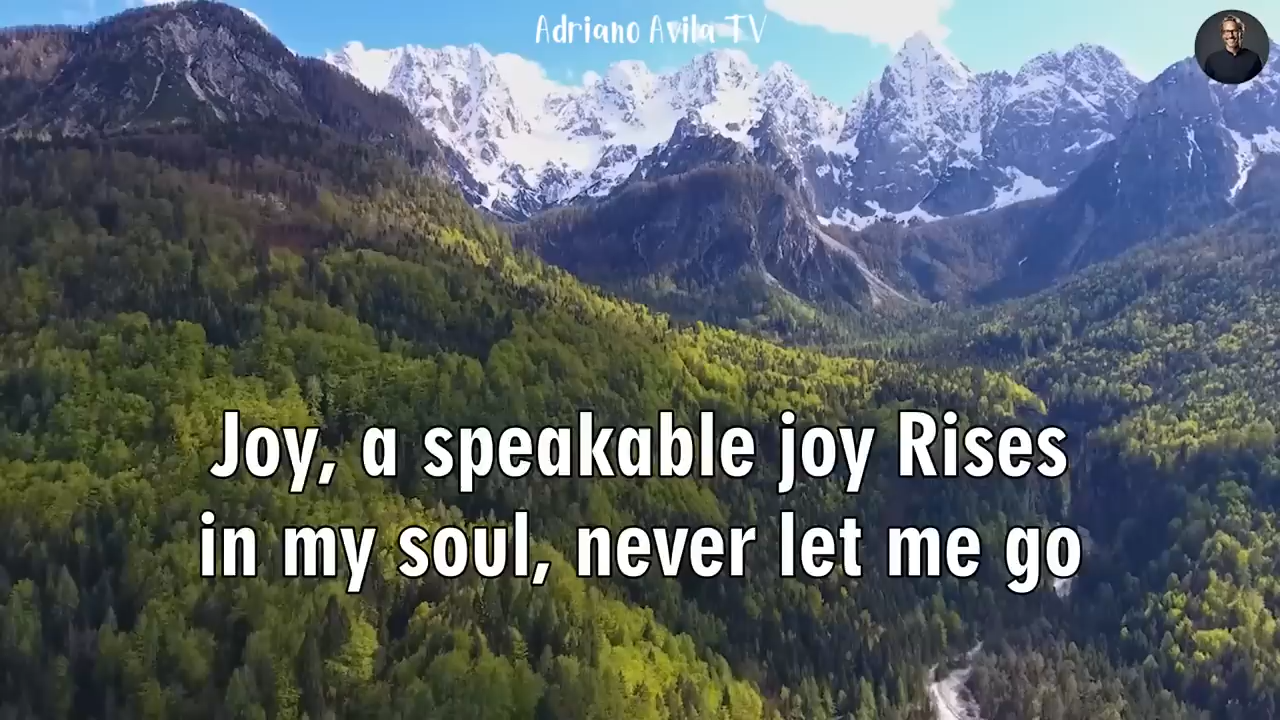 Adriano Avila TV
Joy, a speakable joy Rises
in my soul, never let me go